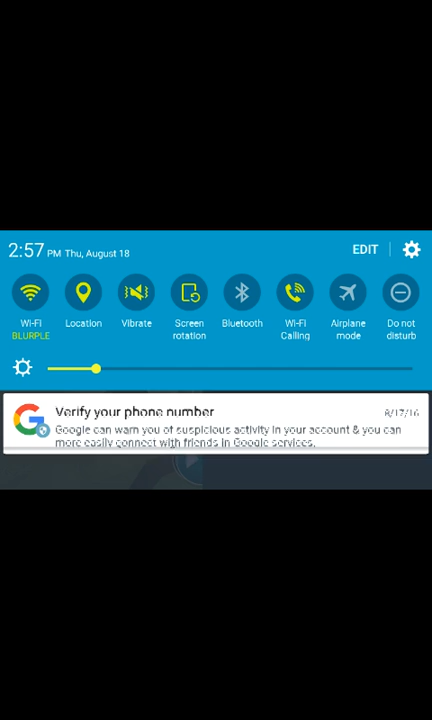 2:57 PM Thu, August 18 EDIT
Wi-Fi Location Vibrate Screen Bluetooth Wi-Fi Airplane Do not
BLURPLE rotation Calling mode disturb
Verify your phone number 8/17/16
Google can warn you of suspicious activity in your account & you can
more easily connect with friends in Google services.